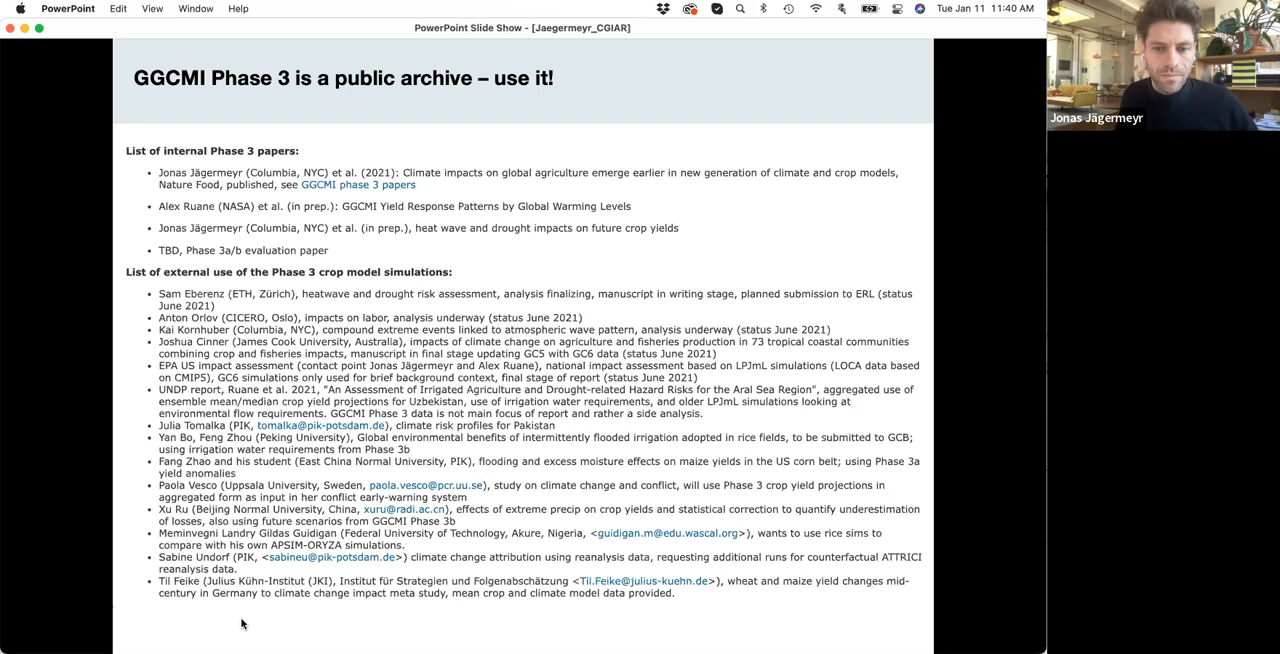 PowerPoint Edit View Window Help Tue Jan 11 11:40 AM
PowerPoint Slide Show - [Jaegermeyr_CGIAR]
Jonas Jägermeyr
GGCMI Phase 3 is a public archive – use it!
List of internal Phase 3 papers:
• Jonas Jägermeyr (Columbia, NYC) et al. (2021): Climate impacts on global agriculture emerge earlier in new generation of climate and crop models,
Nature Food, published, see GGCMI phase 3 papers
• Alex Ruane (NASA) et al. (in prep.): GGCMI Yield Response Patterns by Global Warming Levels
• Jonas Jägermeyr (Columbia, NYC) et al. (in prep.), heat wave and drought impacts on future crop yields
• TBD, Phase 3a/b evaluation paper
List of external use of the Phase 3 crop model simulations:
• Sam Eberenz (ETH, Zürich), heatwave and drought risk assessment, analysis finalizing, manuscript in writing stage, planned submission to ERL (status
June 2021)
• Anton Orlov (CICERO, Oslo), impacts on labor, analysis underway (status June 2021)
• Kai Kornhuber (Columbia, NYC), compound extreme events linked to atmospheric wave pattern, analysis underway (status June 2021)
• Joshua Cinner (James Cook University, Australia), impacts of climate change on agriculture and fisheries production in 73 tropical coastal communities
combining crop and fisheries impacts, manuscript in final stage updating GC5 with GC6 data (status June 2021)
• EPA US impact assessment (contact point Jonas Jägermeyr and Alex Ruane), national impact assessment based on LPJmL simulations (LOCA data based
on CMIP5), GC6 simulations only used for brief background context, final stage of report (status June 2021)
• UNDP report, Ruane et al. 2021, "An Assessment of Irrigated Agriculture and Drought-related Hazard Risks for the Aral Sea Region", aggregated use of
ensemble mean/median crop yield projections for Uzbekistan, use of irrigation water requirements, and older LPJmL simulations looking at
environmental flow requirements. GGCMI Phase 3 data is not main focus of report and rather a side analysis.
• Julia Tomalka (PIK, tomalka@pik-potsdam.de), climate risk profiles for Pakistan
• Yan Bo, Feng Zhou (Peking University), Global environmental benefits of intermittently flooded irrigation adopted in rice fields, to be submitted to GCB;
using irrigation water requirements from Phase 3b
• Fang Zhao and his student (East China Normal University, PIK), flooding and excess moisture effects on maize yields in the US corn belt; using Phase 3a
yield anomalies
• Paola Vesco (Uppsala University, Sweden, paola.vesco@pcr.uu.se), study on climate change and conflict, will use Phase 3 crop yield projections in
aggregated form as input in her conflict early-warning system
• Xu Ru (Beijing Normal University, China, xuru@radi.ac.cn), effects of extreme precip on crop yields and statistical correction to quantify underestimation
of losses, also using future scenarios from GGCMI Phase 3b
• Meminvegni Landry Gildas Guidigan (Federal University of Technology, Akure, Nigeria, <guidigan.m@edu.wascal.org>), wants to use rice sims to
compare with his own APSIM-ORYZA simulations.
• Sabine Undorf (PIK, <sabineu@pik-potsdam.de>) climate change attribution using reanalysis data, requesting additional runs for counterfactual ATTRICI
reanalysis data.
• Til Feike (Julius Kühn-Institut (JKI), Institut für Strategien und Folgenabschätzung <Til.Feike@julius-kuehn.de>), wheat and maize yield changes mid-
century in Germany to climate change impact meta study, mean crop and climate model data provided.